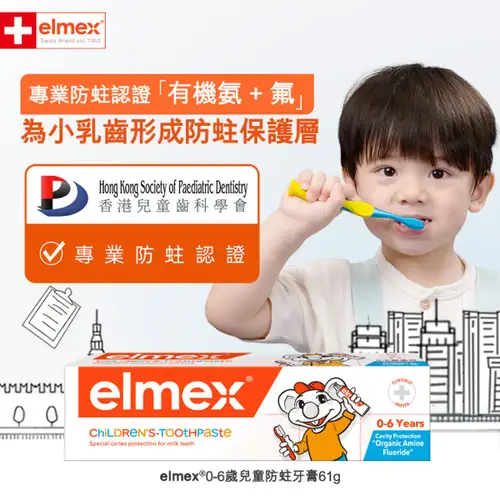 elmex®
Swiss Brand est. 1963
專業防蛀認證「有機氨 + 氟」
為小乳齒形成防蛀保護層
Hong Kong Society of Paediatric Dentistry
香港兒童齒科學會
專業防蛀認證
elmex®
CHiLDREN'S-TOOTHPaSte
Special caries protection for milk teeth
CLINICALLY
PROVEN
0-6 Years
Cavity Protection
"Organic Amine
Fluoride"
elmex®0-6歲兒童防蛀牙膏61g